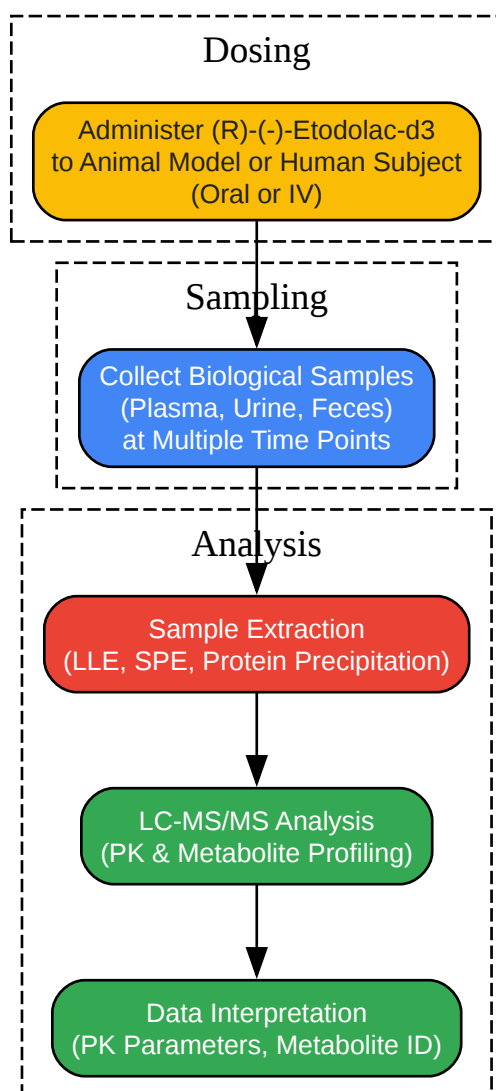 Dosing
Administer (R)-(-)-Etodolac-d3
to Animal Model or Human Subject
(Oral or IV)
Sampling
Collect Biological Samples
(Plasma, Urine, Feces)
at Multiple Time Points
Analysis
Sample Extraction
(LLE, SPE, Protein Precipitation)
LC-MS/MS Analysis
(PK & Metabolite Profiling)
Data Interpretation
(PK Parameters, Metabolite ID)